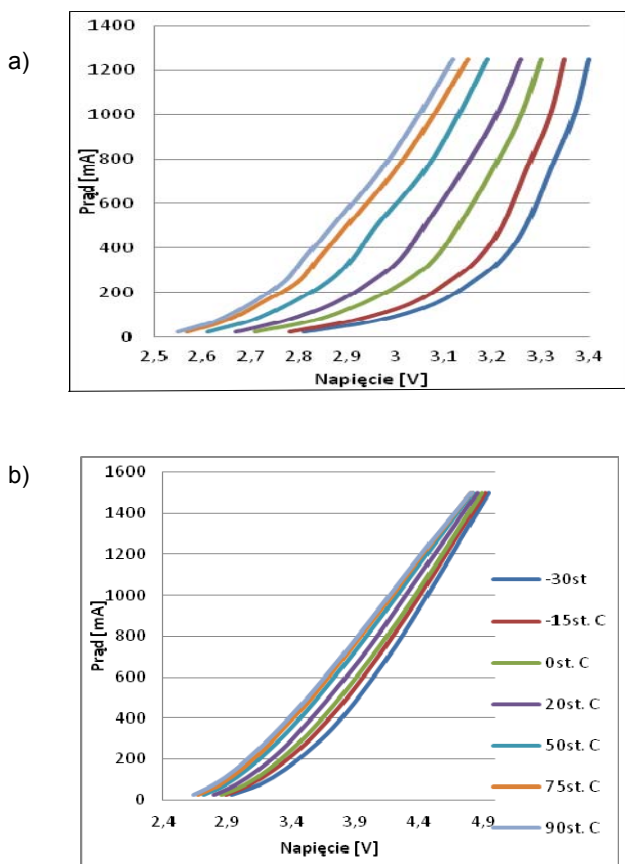 a)
1400
1200
1000
800
600
400
200
0
Prąd [mA]
2,5 2,6 2,7 2,8 2,9 3 3,1 3,2 3,3 3,4
Napięcie [V]
b)
1600
1400
1200
1000
800
600
400
200
0
Prąd [mA]
2,4 2,9 3,4 3,9 4,4 4,9
Napięcie [V]
-30st
-15st. C
0st. C
20st. C
50st. C
75st. C
90st. C